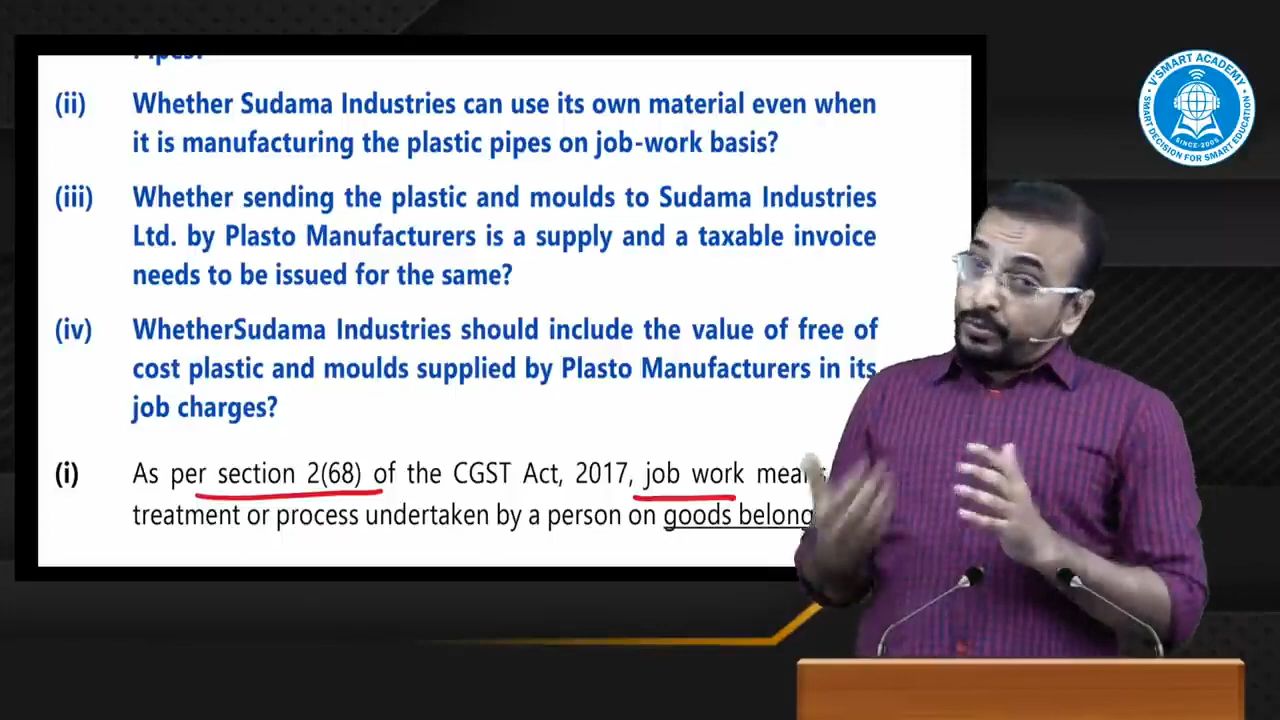 (ii) Whether Sudama Industries can use its own material even when
it is manufacturing the plastic pipes on job-work basis?
(iii) Whether sending the plastic and moulds to Sudama Industries
Ltd. by Plasto Manufacturers is a supply and a taxable invoice
needs to be issued for the same?
(iv) WhetherSudama Industries should include the value of free of
cost plastic and moulds supplied by Plasto Manufacturers in its
job charges?
(i) As per section 2(68) of the CGST Act, 2017, job work
treatment or process undertaken by a person on goods
V'SMART ACADEMY
SINCE-2005
SMART DECISION FOR SMART EDUCATION